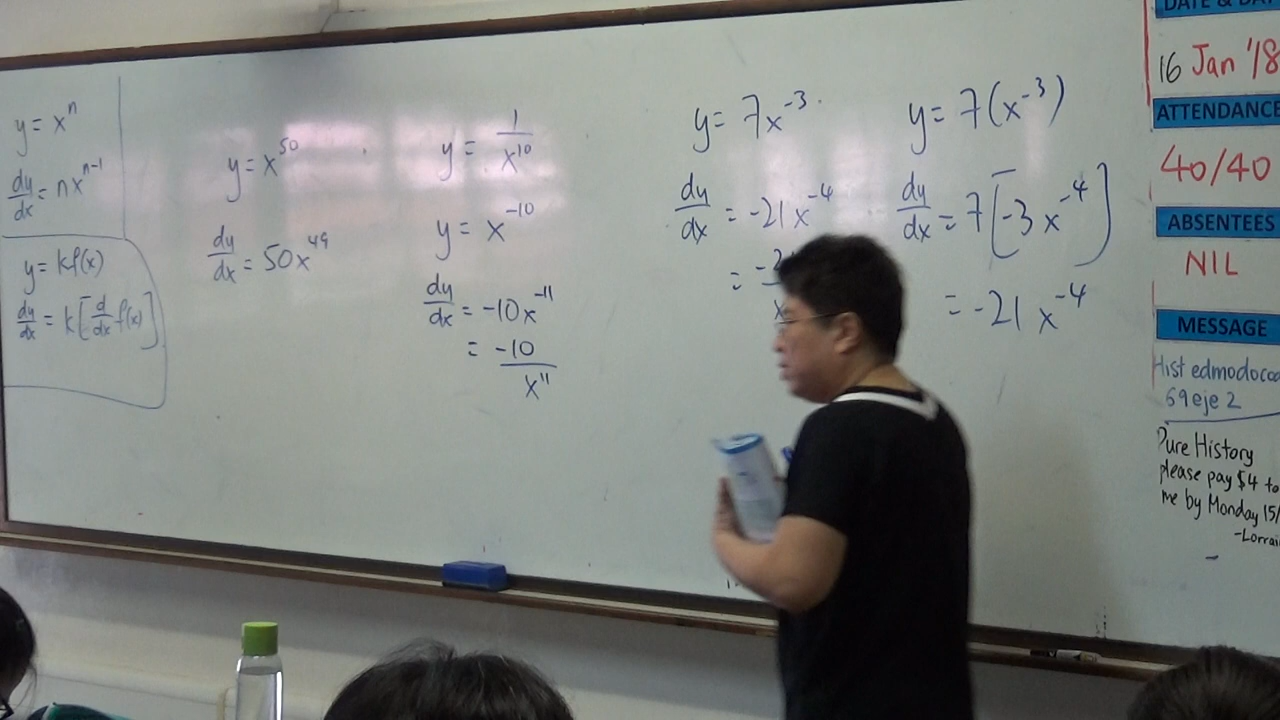 y = xⁿ
dy/dx = nxⁿ⁻¹
y = kf(x)
dy/dx = k[d/dx f(x)]
y = x⁵⁰
dy/dx = 50x⁴⁹
y = 1/x¹⁰
y = x⁻¹⁰
dy/dx = -10x⁻¹¹
= -10/x¹¹
y = 7x⁻³
dy/dx = -21x⁻⁴
= -2
x
y = 7(x⁻³)
dy/dx = 7[-3x⁻⁴]
= -21x⁻⁴
DATE & DA
16 Jan '18
ATTENDANCE
40/40
ABSENTEES
NIL
MESSAGE
Hist edmodo
69eje2
Pure History
please pay $4 to
me by Monday 15/
-Lorrai